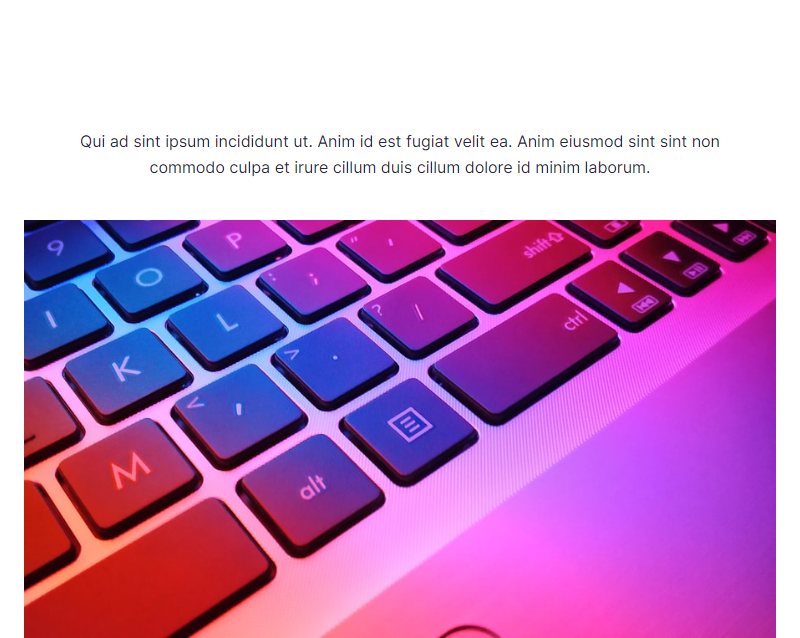 Qui ad sint ipsum incididunt ut. Anim id est fugiat velit ea. Anim eiusmod sint sint non
commodo culpa et irure cillum duis cillum dolore id minim laborum.
9
P
" '
shift
I
O
: ;
L
? /
ctrl
K
> .
< ,
M
alt